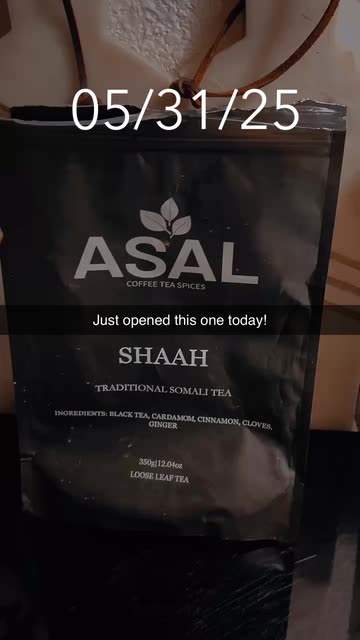 05/31/25
ASAL
COFFEE TEA SPICES
Just opened this one today!
SHAAH
TRADITIONAL SOMALI TEA
INGREDIENTS: BLACK TEA, CARDAMOM, CINNAMON, CLOVES,
GINGER
350g|12.04oz
LOOSE LEAF TEA